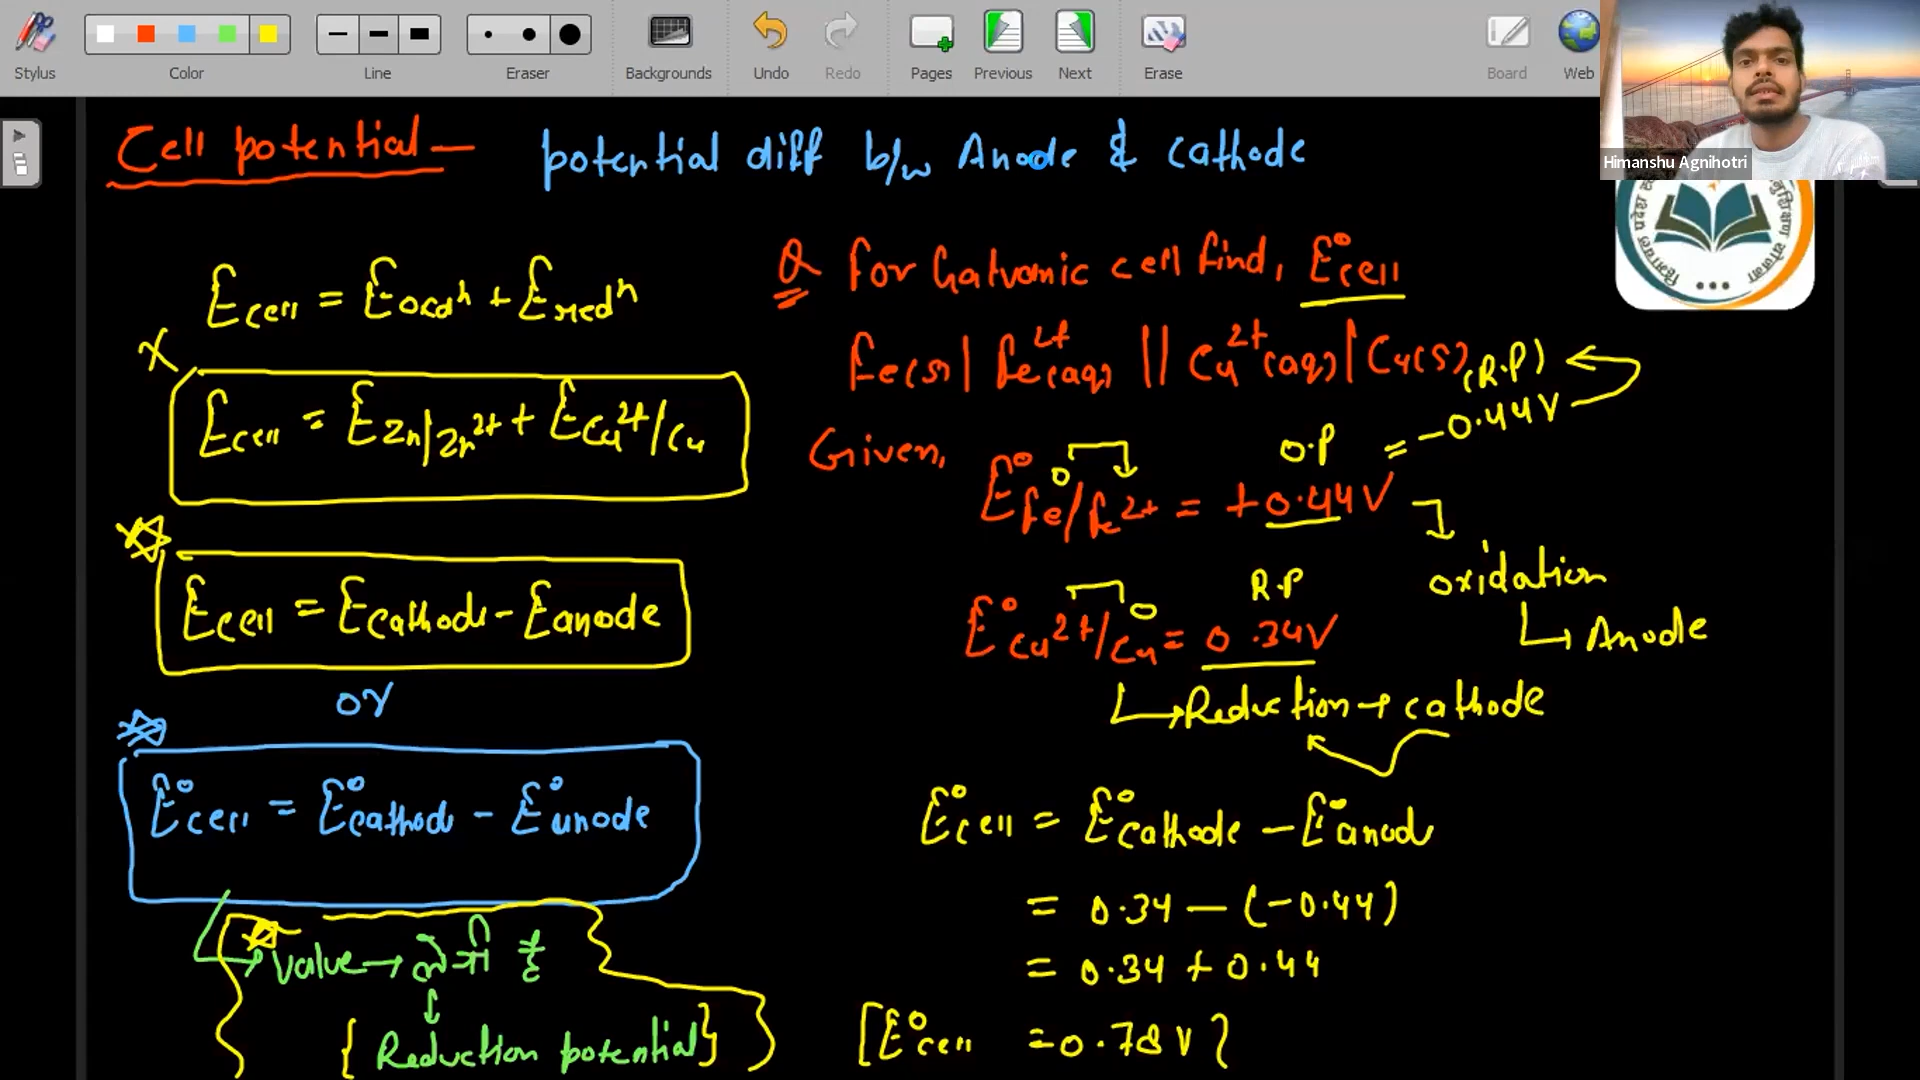 Stylus
Color
Line
Eraser
Backgrounds
Undo
Redo
Pages
Previous
Next
Erase
Board
Web
Himanshu Agnihotri
Cell potential — potential diff b/w Anode & cathode
Ecell = Eoxdn + Eredn
X
Ecell = EZn/Zn2+ + ECu2+/Cu
Ecell = Ecathode - Eanode
or
E°cell = E°cathode - E°anode
value →
{ Reduction potential }
Q for Galvanic cell find, E°cell
Fe(s) | Fe2+(aq) || Cu2+(aq) | Cu(s)
(R.P)
Given,
O.P = -0.44V
E°Fe/Fe2+ = +0.44V
oxidation
↳ Anode
R.P
E°Cu2+/Cu = 0.34V
↳ Reduction → cathode
E°cell = E°cathode - E°anod
= 0.34 - (-0.44)
= 0.34 + 0.44
[E°cell = 0.78 V]